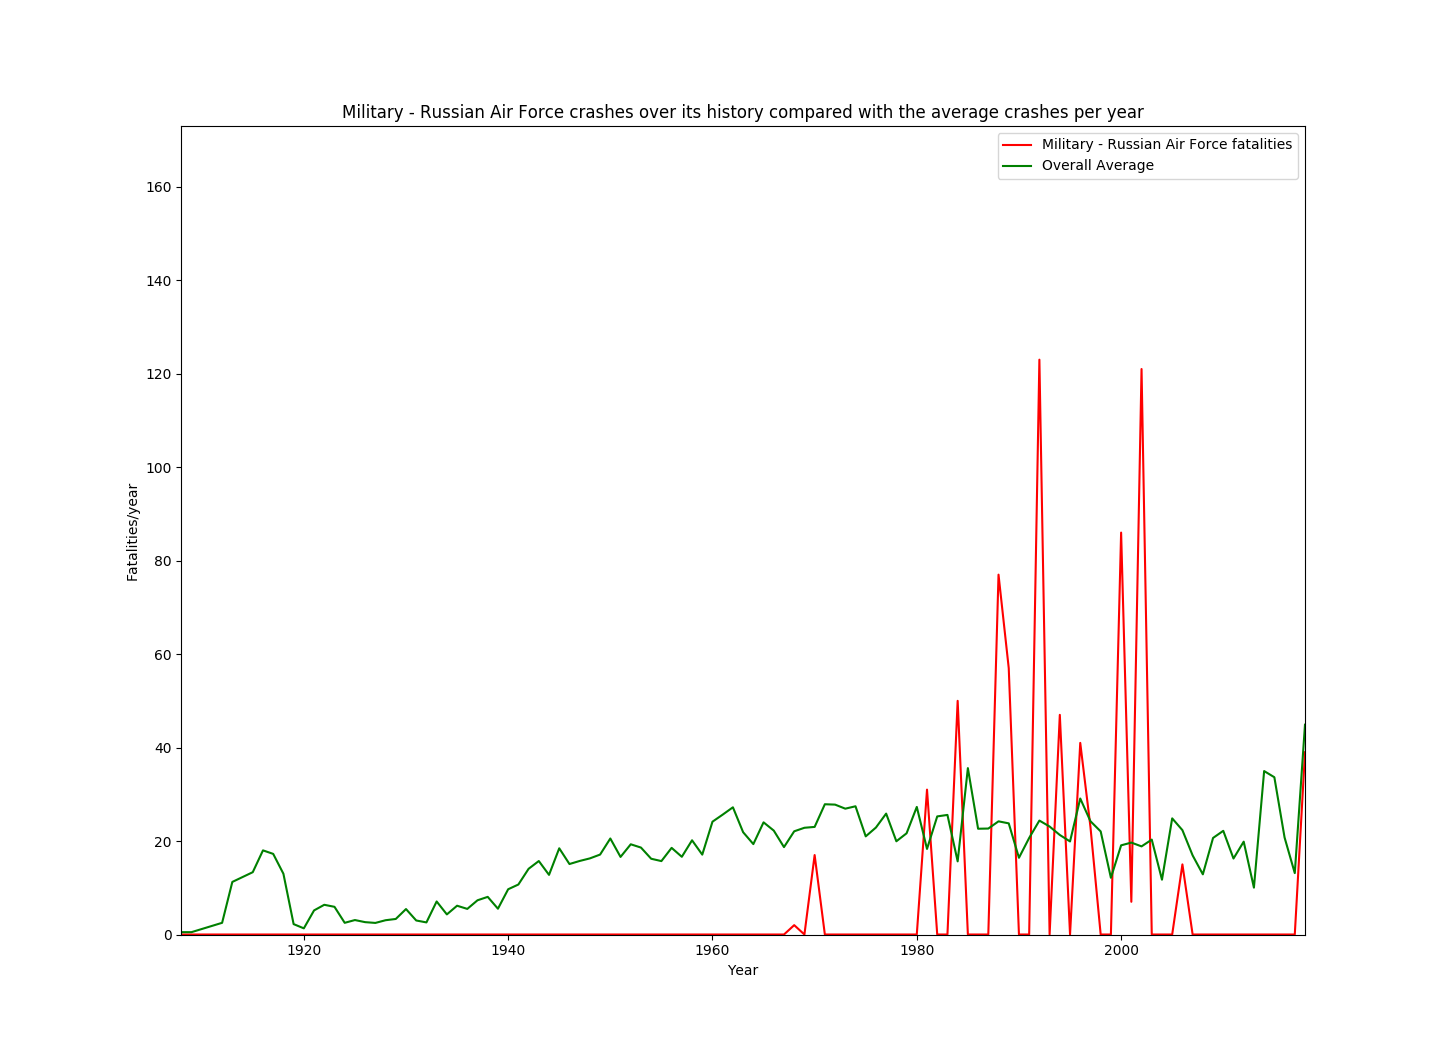 Military - Russian Air Force crashes over its history compared with the average crashes per year
Military - Russian Air Force fatalities
Overall Average
160
140
120
100
80
60
40
20
0
Fatalities/year
1920 1940 1960 1980 2000
Year